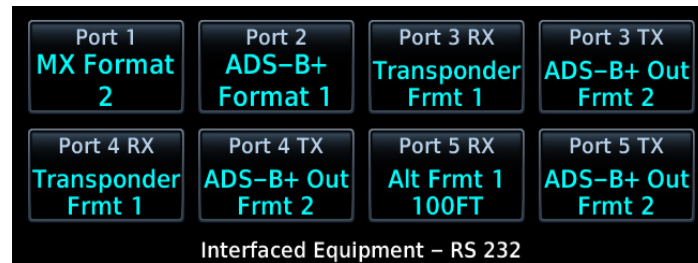 Port 1
MX Format
2
Port 2
ADS-B+
Format 1
Port 3 RX
Transponder
Frmt 1
Port 3 TX
ADS-B+ Out
Frmt 2
Port 4 RX
Transponder
Frmt 1
Port 4 TX
ADS-B+ Out
Frmt 2
Port 5 RX
Alt Frmt 1
100FT
Port 5 TX
ADS-B+ Out
Frmt 2
Interfaced Equipment – RS 232